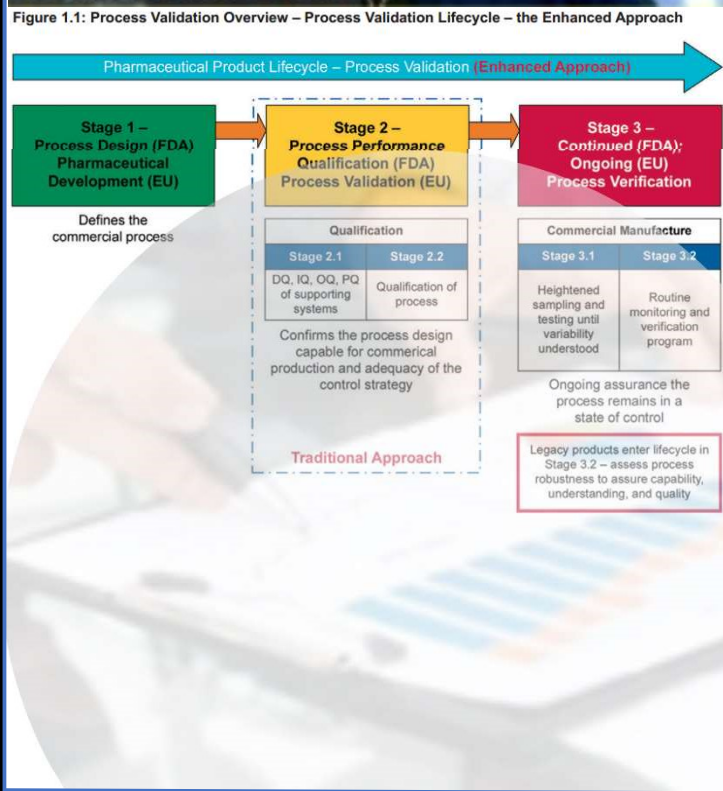 Figure 1.1: Process Validation Overview – Process Validation Lifecycle – the Enhanced Approach
Pharmaceutical Product Lifecycle – Process Validation (Enhanced Approach)
Stage 1 –
Process Design (FDA)
Pharmaceutical
Development (EU)
Defines the
commercial process
Stage 2 –
Process Performance
Qualification (FDA)
Process Validation (EU)
Qualification
Stage 2.1
Stage 2.2
DQ, IQ, OQ, PQ
of supporting
systems
Qualification of
process
Confirms the process design
capable for commerical
production and adequacy of the
control strategy
Traditional Approach
Stage 3 –
Continued (FDA);
Ongoing (EU)
Process Verification
Commercial Manufacture
Stage 3.1
Stage 3.2
Heightened
sampling and
testing until
variability
understood
Routine
monitoring and
verification
program
Ongoing assurance the
process remains in a
state of control
Legacy products enter lifecycle in
Stage 3.2 – assess process
robustness to assure capability,
understanding, and quality